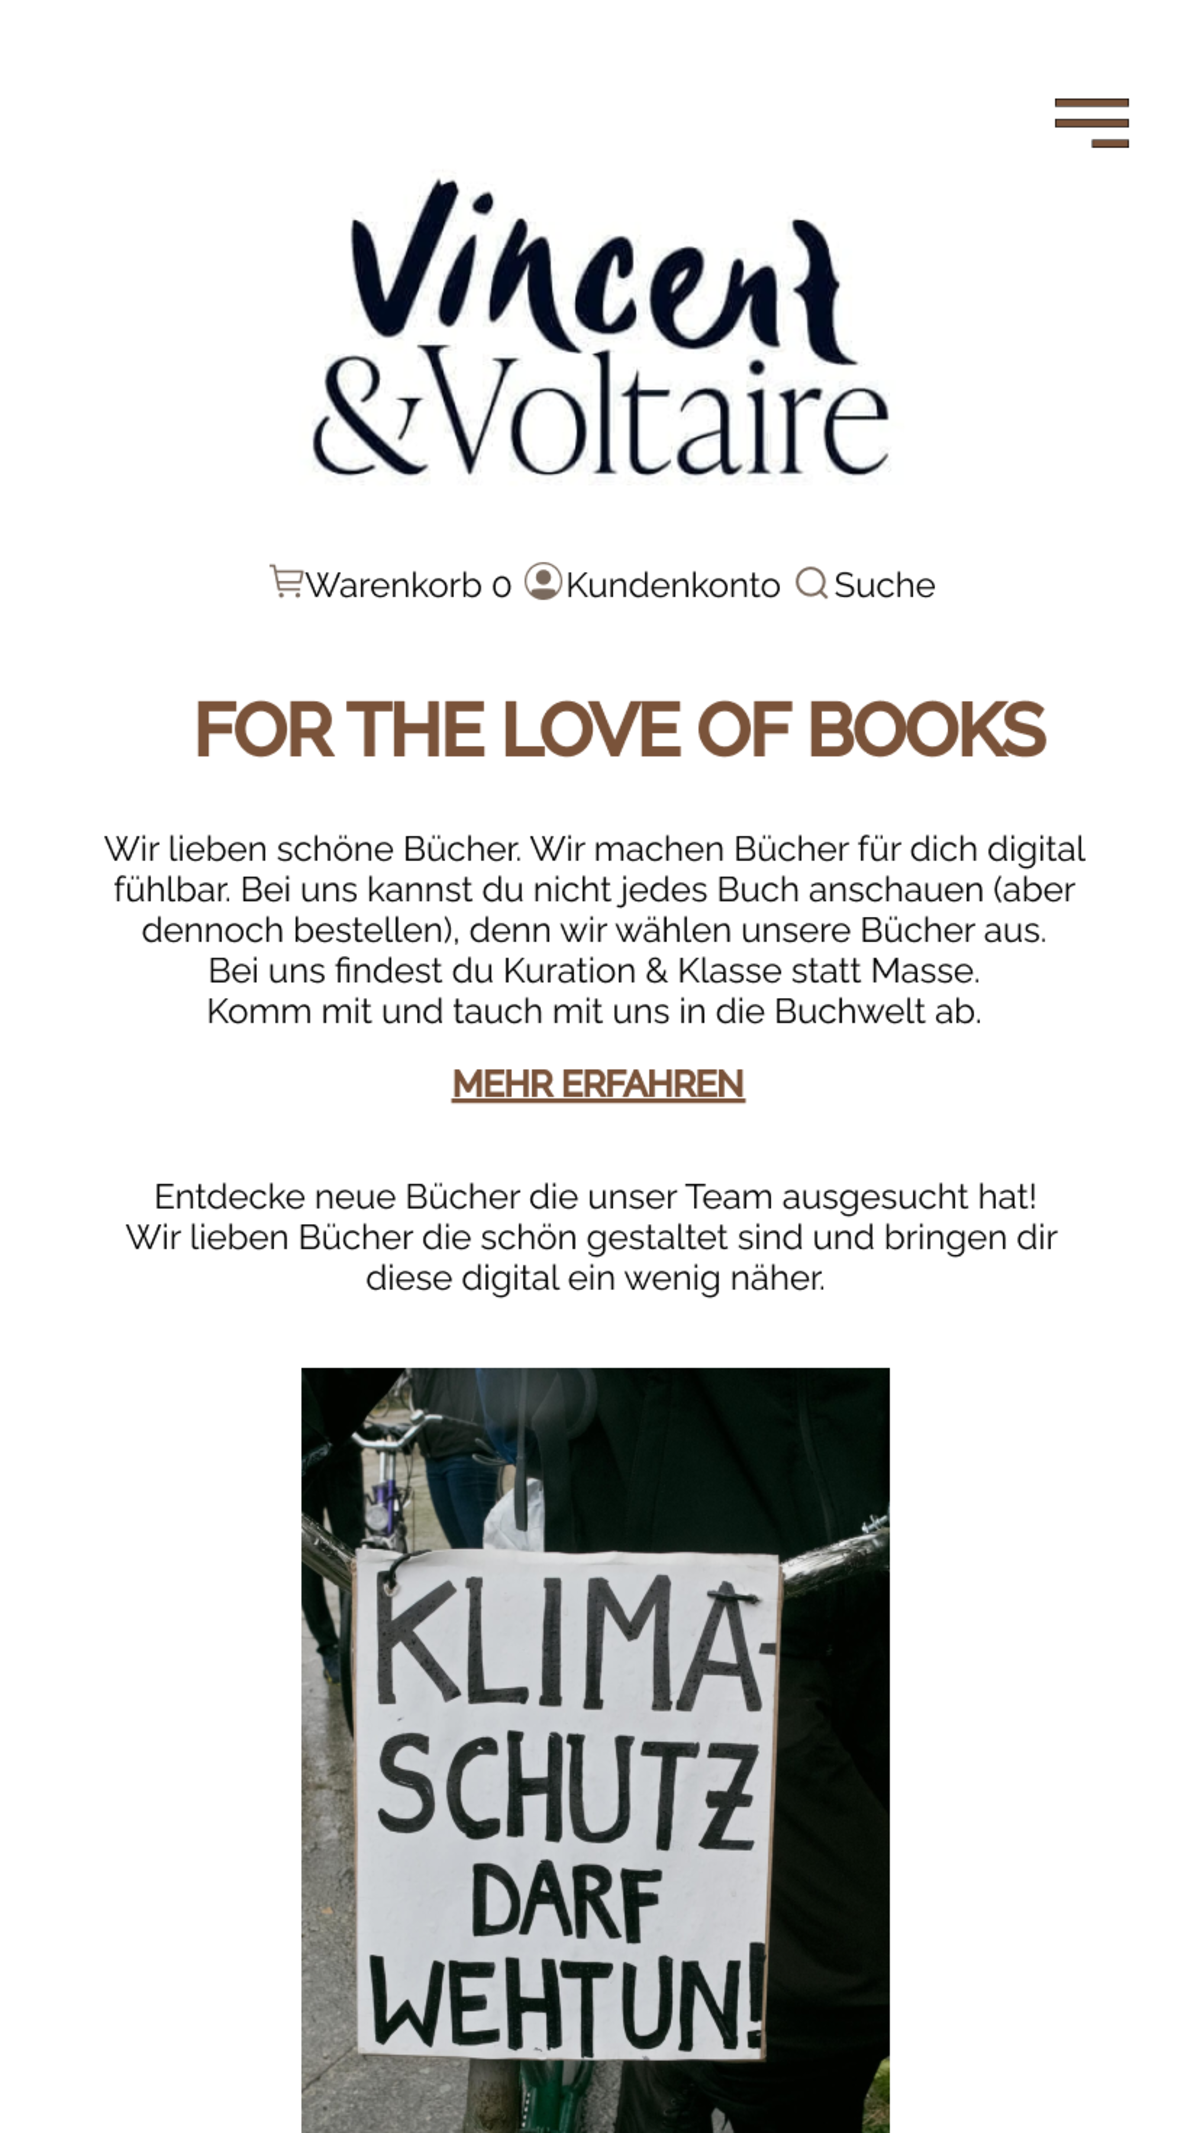 Vincent
&Voltaire
Warenkorb 0 Kundenkonto Suche
FOR THE LOVE OF BOOKS
Wir lieben schöne Bücher. Wir machen Bücher für dich digital
fühlbar. Bei uns kannst du nicht jedes Buch anschauen (aber
dennoch bestellen), denn wir wählen unsere Bücher aus.
Bei uns findest du Kuration & Klasse statt Masse.
Komm mit und tauch mit uns in die Buchwelt ab.
MEHR ERFAHREN
Entdecke neue Bücher die unser Team ausgesucht hat!
Wir lieben Bücher die schön gestaltet sind und bringen dir
diese digital ein wenig näher.
KLIMA-
SCHUTZ
DARF
WEHTUN!